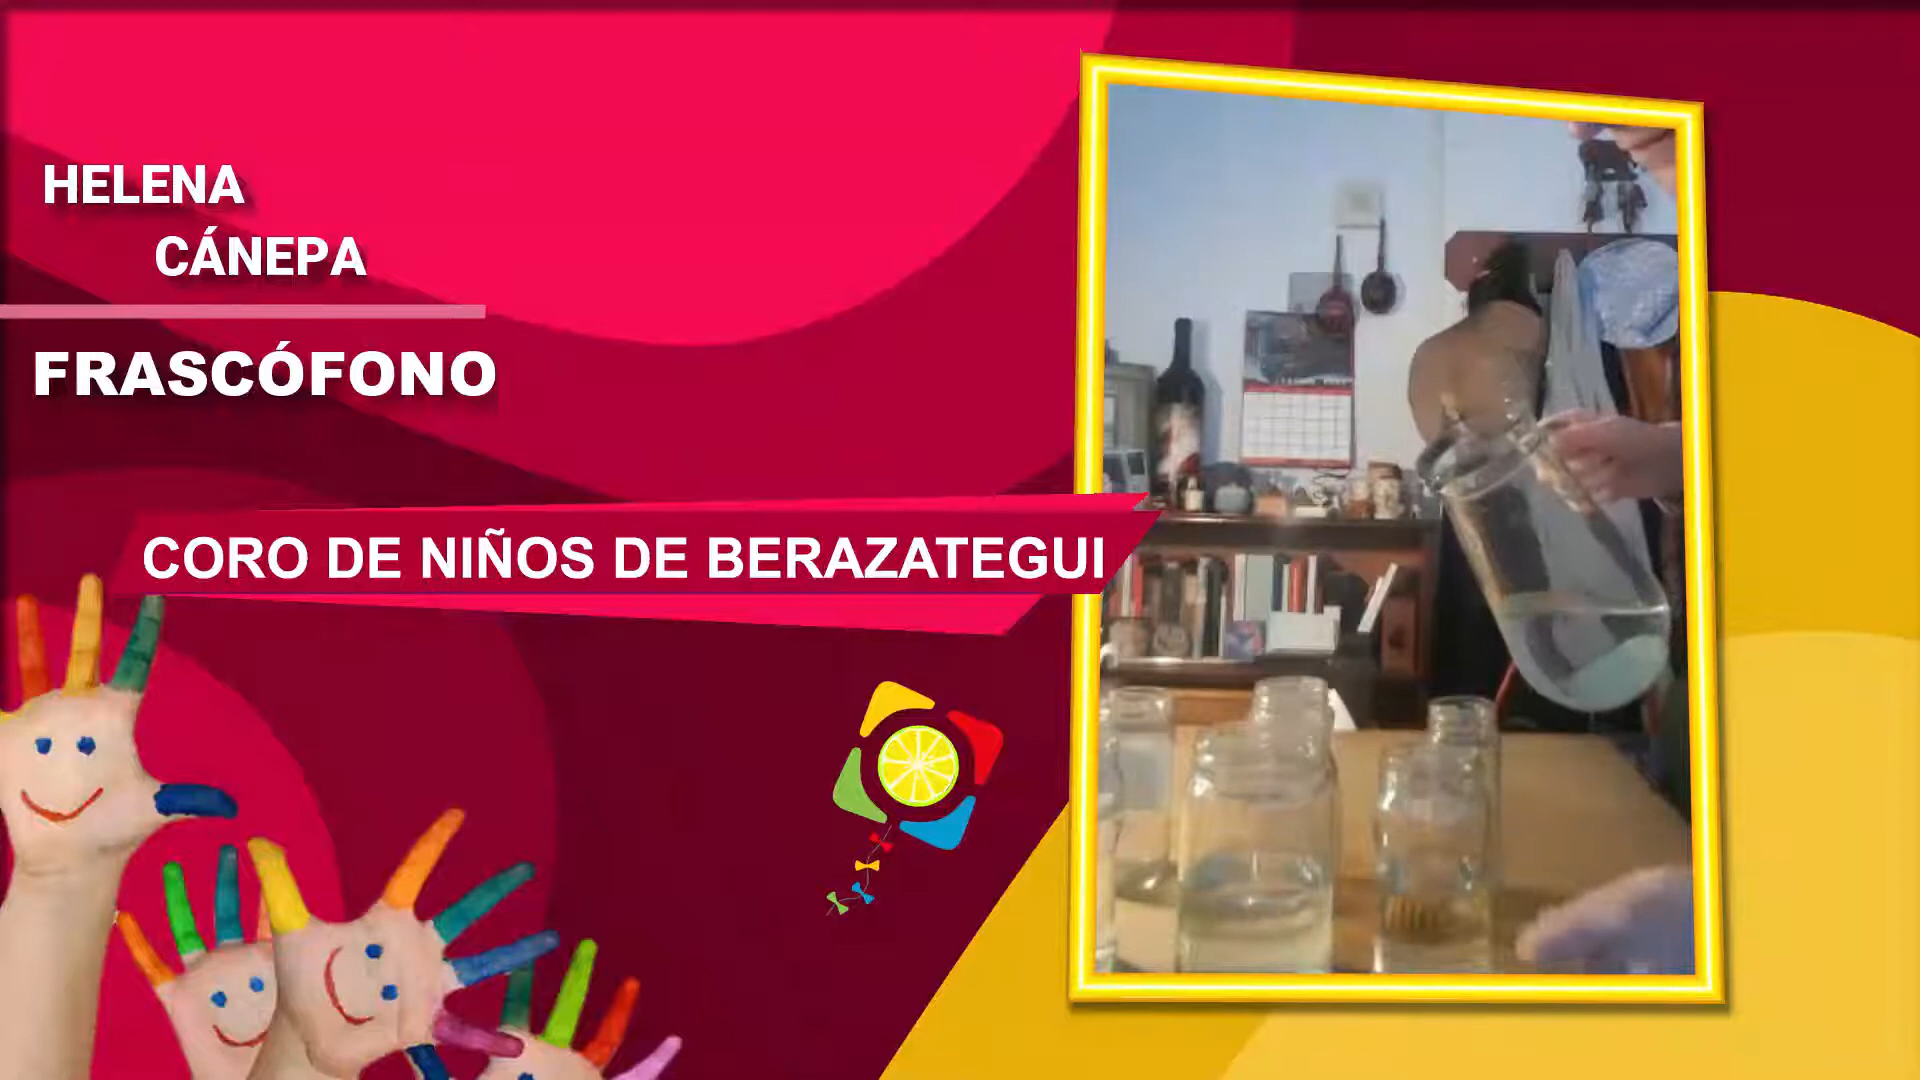 HELENA
CÁNEPA
FRASCÓFONO
CORO DE NIÑOS DE BERAZATEGUI